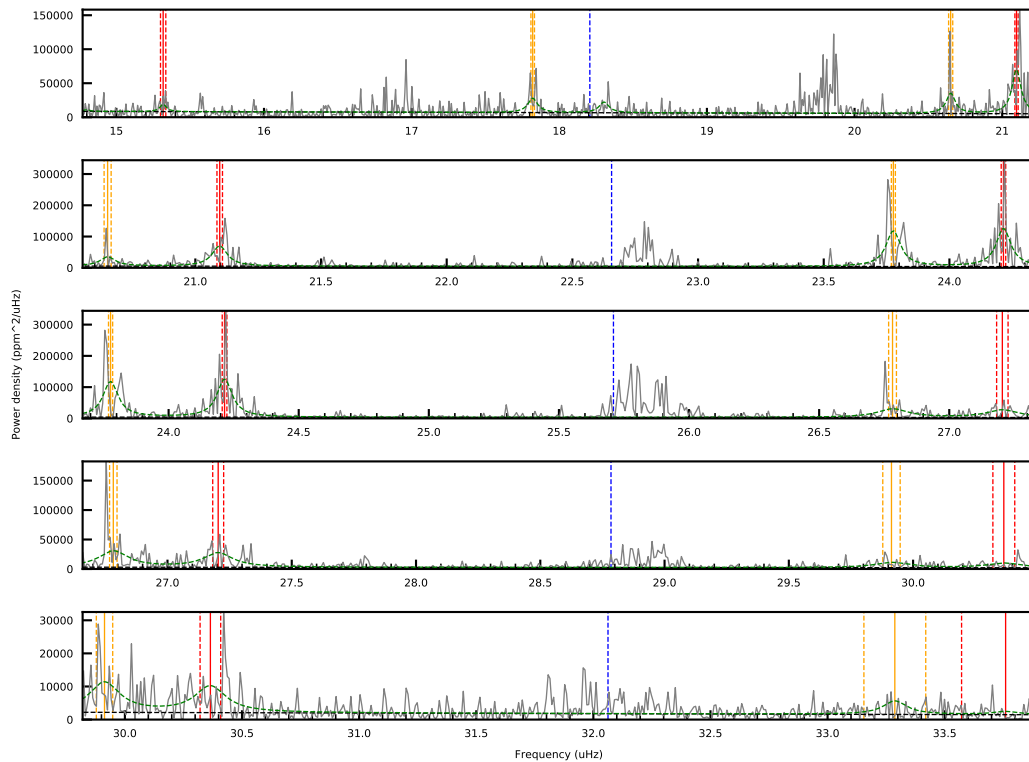 150000
100000
50000
0
15 16 17 18 19 20 21
300000
200000
100000
0
21.0 21.5 22.0 22.5 23.0 23.5 24.0
Power density (ppm^2/uHz)
300000
200000
100000
0
24.0 24.5 25.0 25.5 26.0 26.5 27.0
150000
100000
50000
0
27.0 27.5 28.0 28.5 29.0 29.5 30.0
30000
20000
10000
0
30.0 30.5 31.0 31.5 32.0 32.5 33.0 33.5
Frequency (uHz)